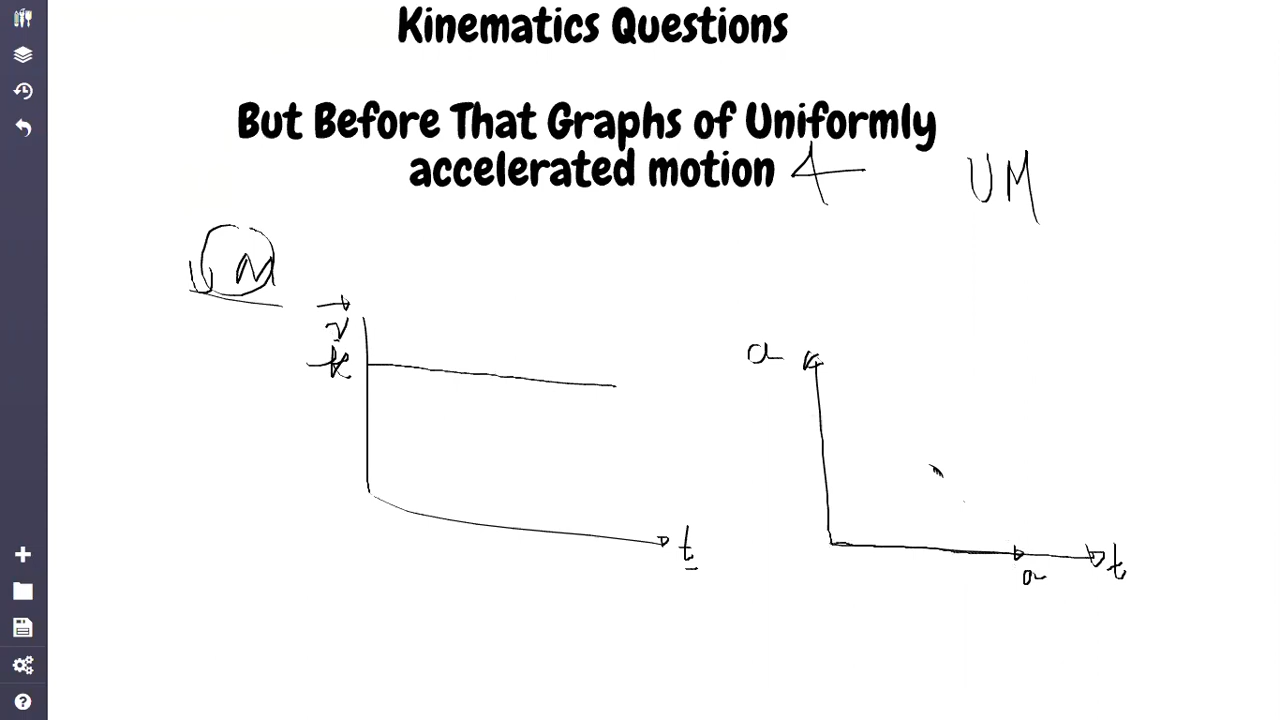 Kinematics Questions
But Before That Graphs of Uniformly
accelerated motion
UM
UM
v
k
t
a
t
a
?